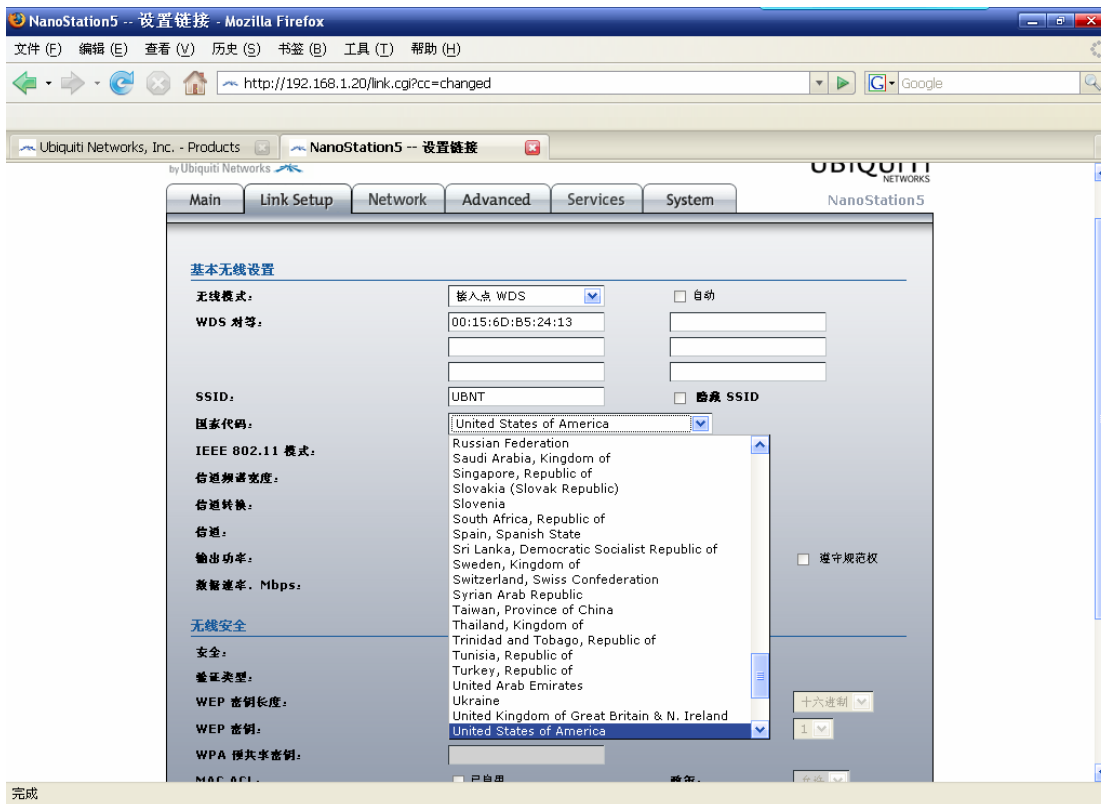 NanoStation5 -- 设置链接 - Mozilla Firefox
文件 (F) 编辑 (E) 查看 (V) 历史 (S) 书签 (B) 工具 (T) 帮助 (H)
http://192.168.1.20/link.cgi?cc=changed
G Google
Ubiquiti Networks, Inc. - Products
NanoStation5 -- 设置链接
by Ubiquiti Networks
UBIQUITI
NETWORKS
Main Link Setup Network Advanced Services System NanoStation5
基本无线设置
无线模式: 接入点 WDS 自动
WDS 对等: 00:15:6D:B5:24:13
SSID: UBNT 隐藏 SSID
国家代码: United States of America
IEEE 802.11 模式:
信道频谱宽度:
信道转换:
信道:
输出功率: 遵守规范权
数据速率, Mbps:
Russian Federation
Saudi Arabia, Kingdom of
Singapore, Republic of
Slovakia (Slovak Republic)
Slovenia
South Africa, Republic of
Spain, Spanish State
Sri Lanka, Democratic Socialist Republic of
Sweden, Kingdom of
Switzerland, Swiss Confederation
Syrian Arab Republic
Taiwan, Province of China
Thailand, Kingdom of
Trinidad and Tobago, Republic of
Tunisia, Republic of
Turkey, Republic of
United Arab Emirates
Ukraine
United Kingdom of Great Britain & N. Ireland
United States of America
无线安全
安全:
验证类型:
WEP 密钥长度: 十六进制
WEP 密钥: 1
WPA 预共享密钥:
MAC ACL: 已启用 政策: 允许
完成